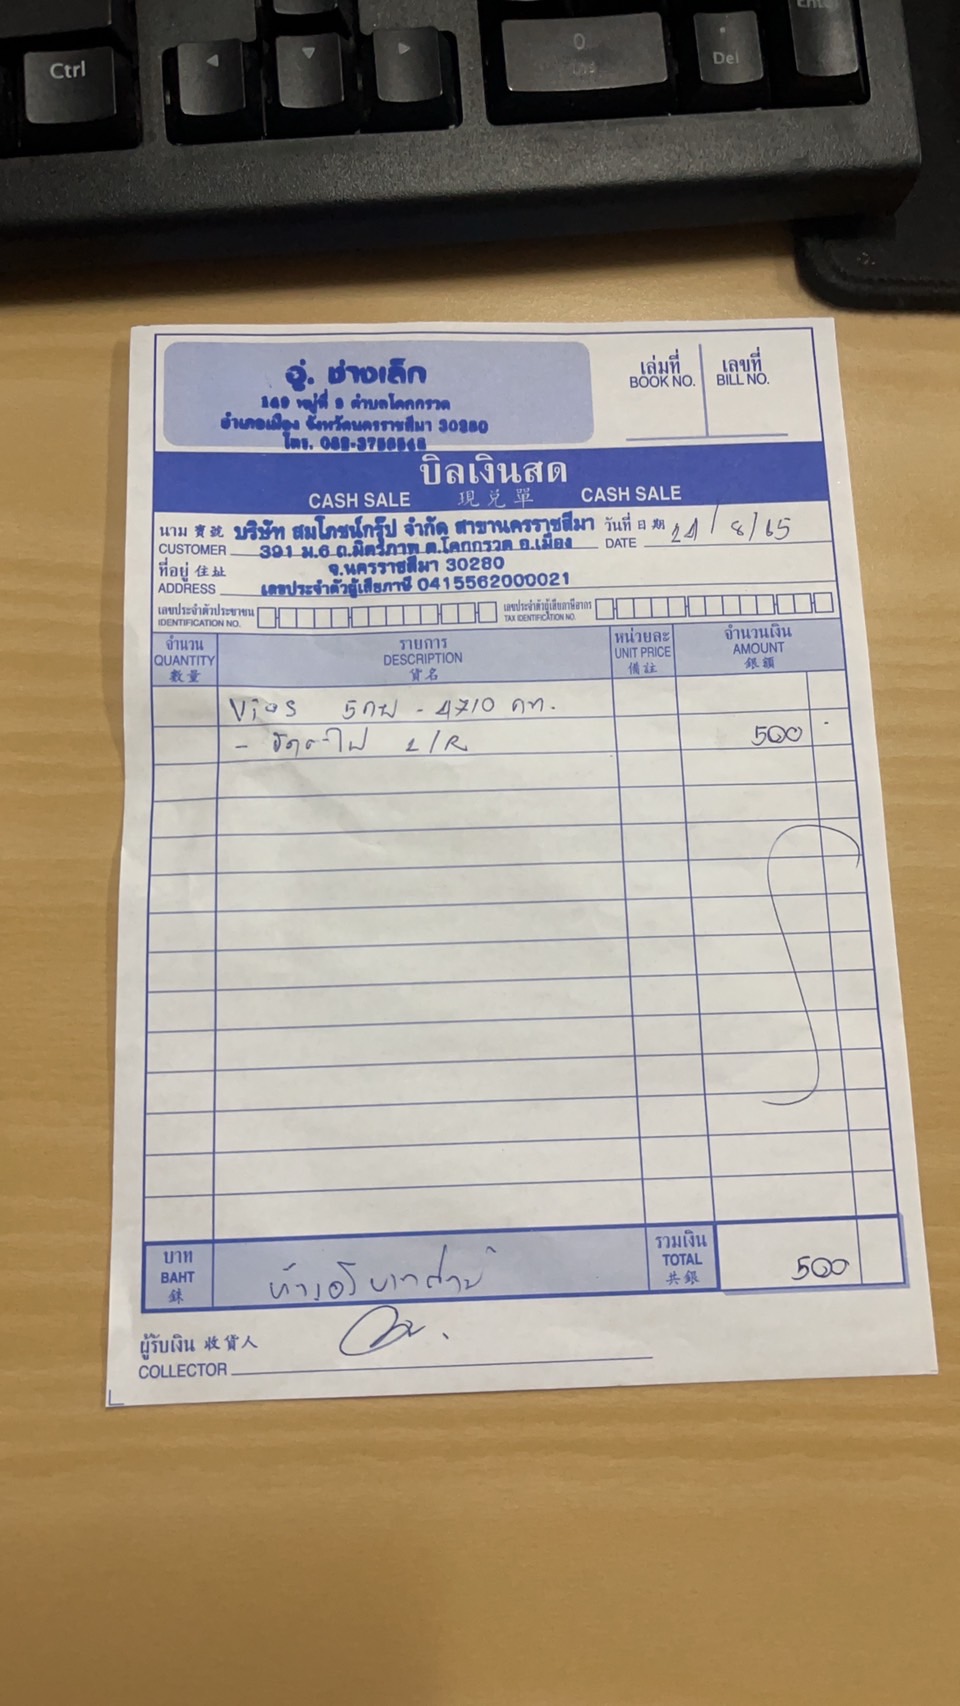 Ctrl
0
Ins
.
Del
Enter
อู่. ช่างเล็ก
149 หมู่ที่ 9 ตำบลโคกกรวด
อำเภอเมือง จังหวัดนครราชสีมา 30280
โทร.
เล่มที่
BOOK NO.
เลขที่
BILL NO.
บิลเงินสด
CASH SALE 現兌單 CASH SALE
นาม 寶號 บริษัท สมโภชน์กรุ๊ป จำกัด สาขานครราชสีมา วันที่ 日期 24/8/65
CUSTOMER 391 ม.6 ถ.มิตรภาพ ต.โคกกรวด อ.เมือง DATE
ที่อยู่ 住址 จ.นครราชสีมา 30280
ADDRESS เลขประจำตัวผู้เสียภาษี 0415562000021
เลขประจำตัวประชาชน
IDENTIFICATION NO.
เลขประจำตัวผู้เสียภาษีอากร
TAX IDENTIFICATION NO.
จำนวน
QUANTITY
數量
รายการ
DESCRIPTION
貨名
หน่วยละ
UNIT PRICE
備註
จำนวนเงิน
AMOUNT
銀額
Vios 5กฬ - 4710 กท.
- ขัดตาไฟ L/R 500 -
บาท
BAHT
銖
ห้าร้อยบาทถ้วน
รวมเงิน
TOTAL
共銀
500
ผู้รับเงิน 收貨人
COLLECTOR